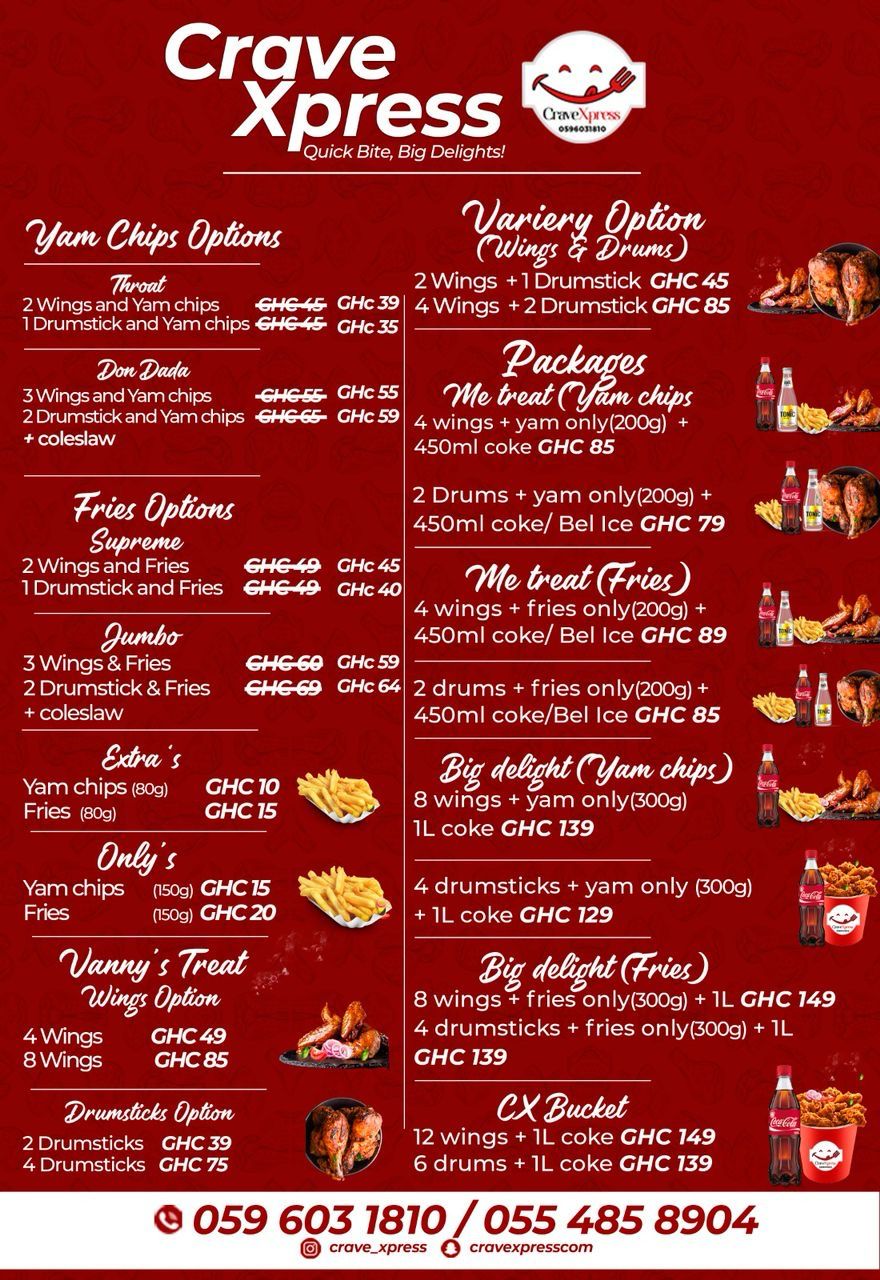 Crave
Xpress
Quick Bite, Big Delights!
CraveXpress
0596031810
Yam Chips Options
Throat
2 Wings and Yam chips GHC 45 GHc 39
1 Drumstick and Yam chips GHC 45 GHc 35
Don Dada
3 Wings and Yam chips GHC 55 GHc 55
2 Drumstick and Yam chips GHC 65 GHc 59
+ coleslaw
Fries Options
Supreme
2 Wings and Fries GHC 49 GHc 45
1 Drumstick and Fries GHC 49 GHc 40
Jumbo
3 Wings & Fries GHC 60 GHc 59
2 Drumstick & Fries GHC 69 GHc 64
+ coleslaw
Extra's
Yam chips (80g) GHC 10
Fries (80g) GHC 15
Only's
Yam chips (150g) GHC 15
Fries (150g) GHC 20
Vanny's Treat
Wings Option
4 Wings GHC 49
8 Wings GHC 85
Drumsticks Option
2 Drumsticks GHC 39
4 Drumsticks GHC 75
Variery Option
(Wings & Drums)
2 Wings + 1 Drumstick GHC 45
4 Wings + 2 Drumstick GHC 85
Packages
Me treat (Yam chips
4 wings + yam only(200g) +
450ml coke GHC 85
2 Drums + yam only(200g) +
450ml coke/ Bel Ice GHC 79
Me treat (Fries)
4 wings + fries only(200g) +
450ml coke/ Bel Ice GHC 89
2 drums + fries only(200g) +
450ml coke/Bel Ice GHC 85
Big delight (Yam chips)
8 wings + yam only(300g)
1L coke GHC 139
4 drumsticks + yam only (300g)
+ 1L coke GHC 129
Big delight (Fries)
8 wings + fries only(300g) + 1L GHC 149
4 drumsticks + fries only(300g) + 1L
GHC 139
CX Bucket
12 wings + 1L coke GHC 149
6 drums + 1L coke GHC 139
Coca-Cola
TONIC
059 603 1810 / 055 485 8904
crave_xpress cravexpresscom